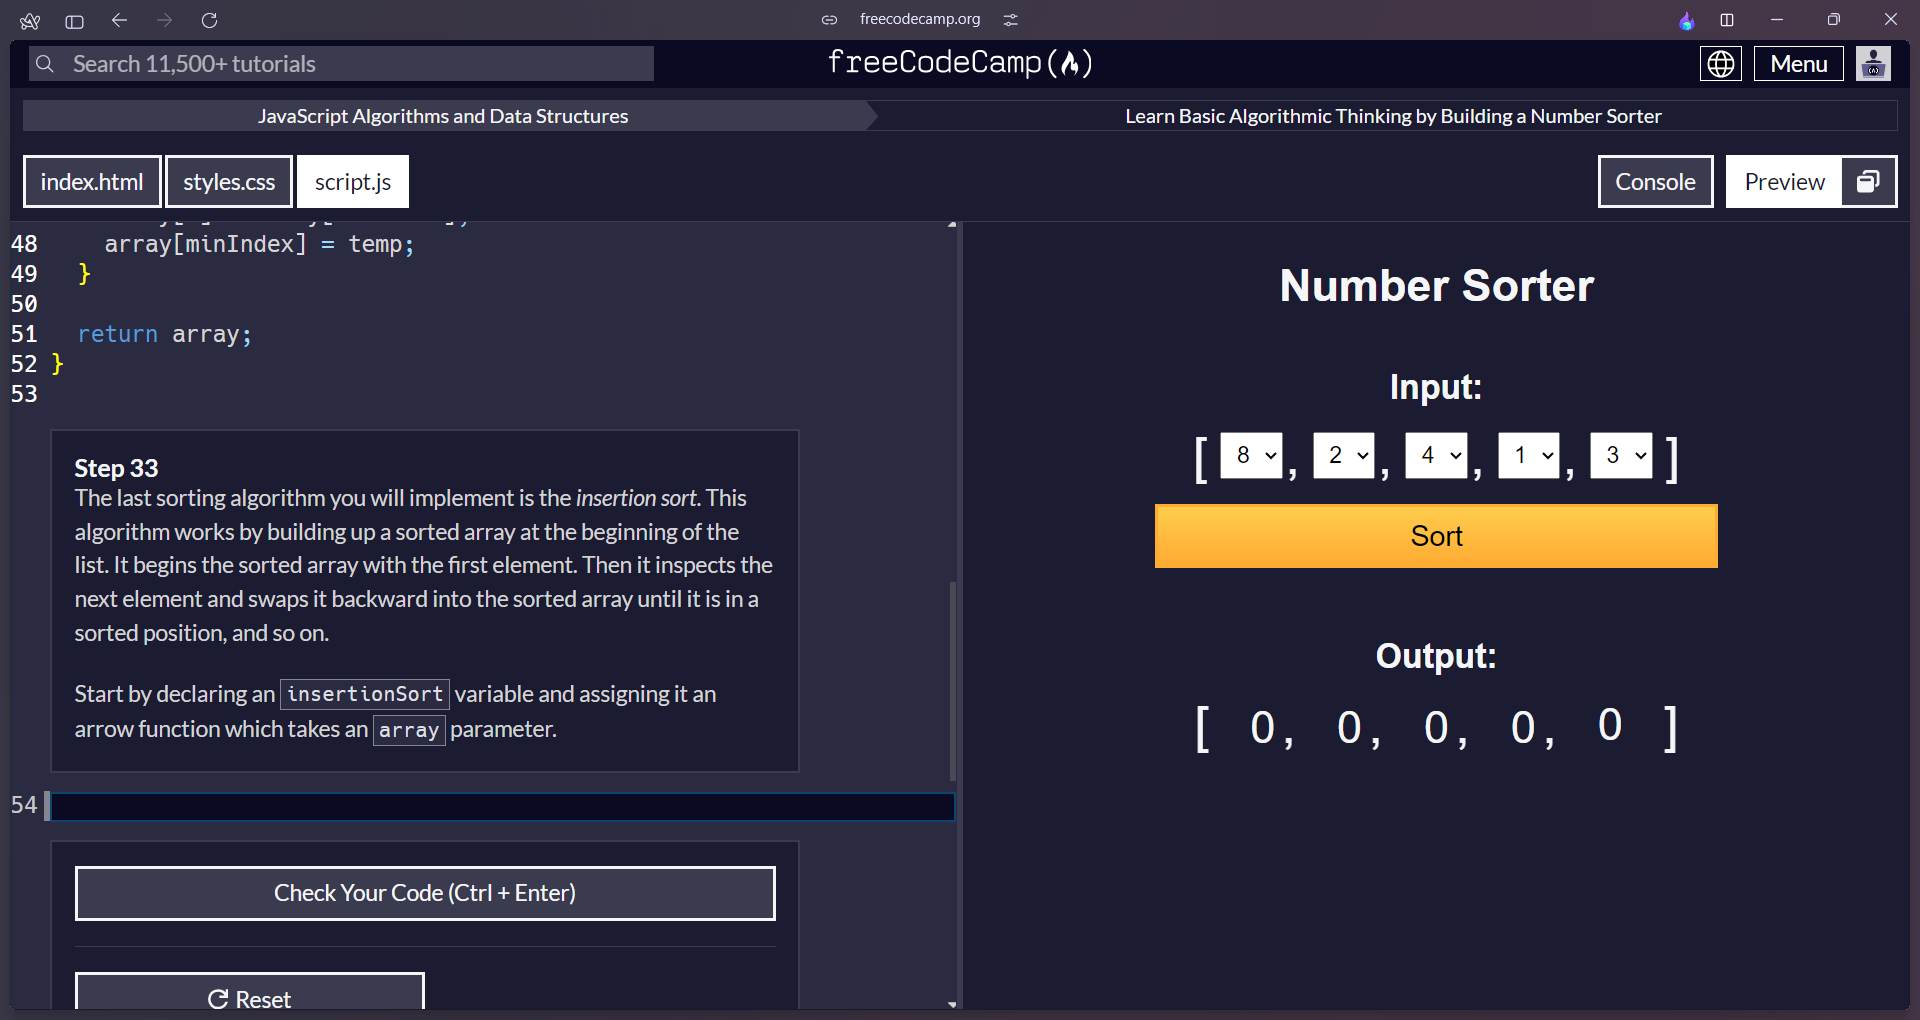 freecodecamp.org
Search 11,500+ tutorials
freeCodeCamp(🔥)
Menu
JavaScript Algorithms and Data Structures
Learn Basic Algorithmic Thinking by Building a Number Sorter
index.html
styles.css
script.js
Console
Preview
48 array[minIndex] = temp;
49 }
50
51 return array;
52 }
53
Step 33
The last sorting algorithm you will implement is the insertion sort. This
algorithm works by building up a sorted array at the beginning of the
list. It begins the sorted array with the first element. Then it inspects the
next element and swaps it backward into the sorted array until it is in a
sorted position, and so on.
Start by declaring an insertionSort variable and assigning it an
arrow function which takes an array parameter.
54
Check Your Code (Ctrl + Enter)
Reset
Number Sorter
Input:
[ 8 , 2 , 4 , 1 , 3 ]
Sort
Output:
[ 0, 0, 0, 0, 0 ]